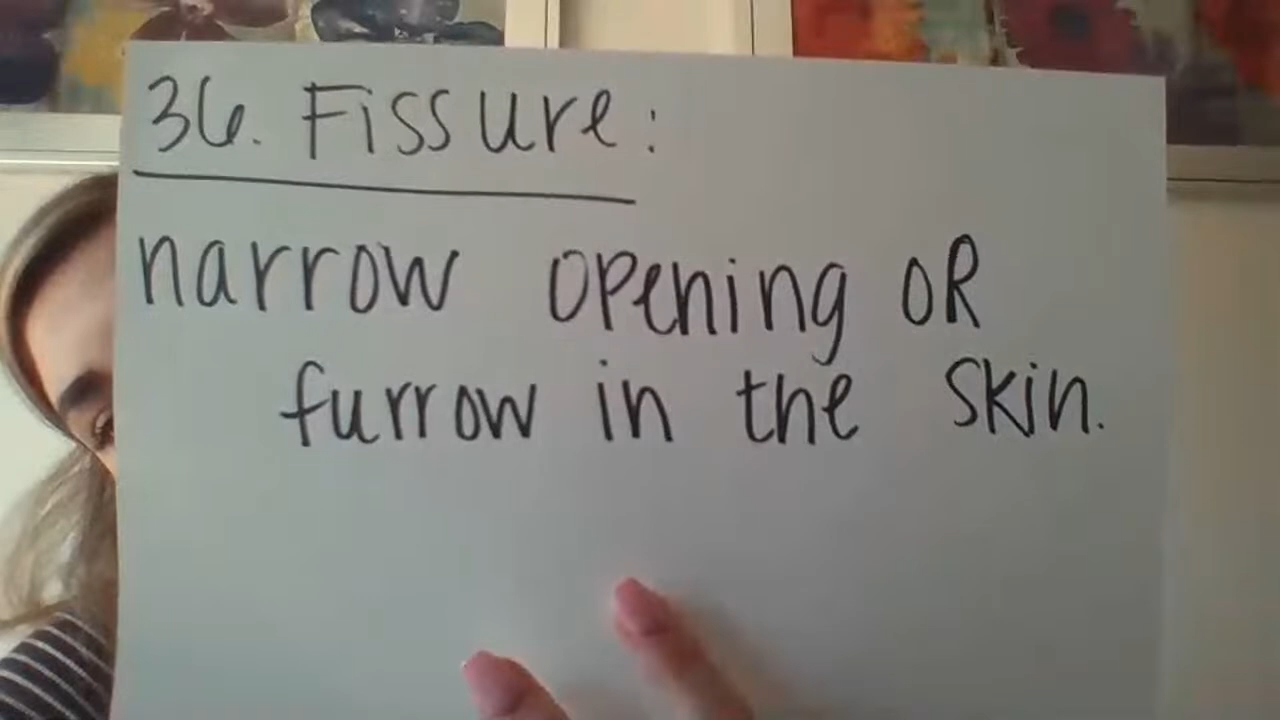 36. Fissure:
narrow opening OR
furrow in the skin.